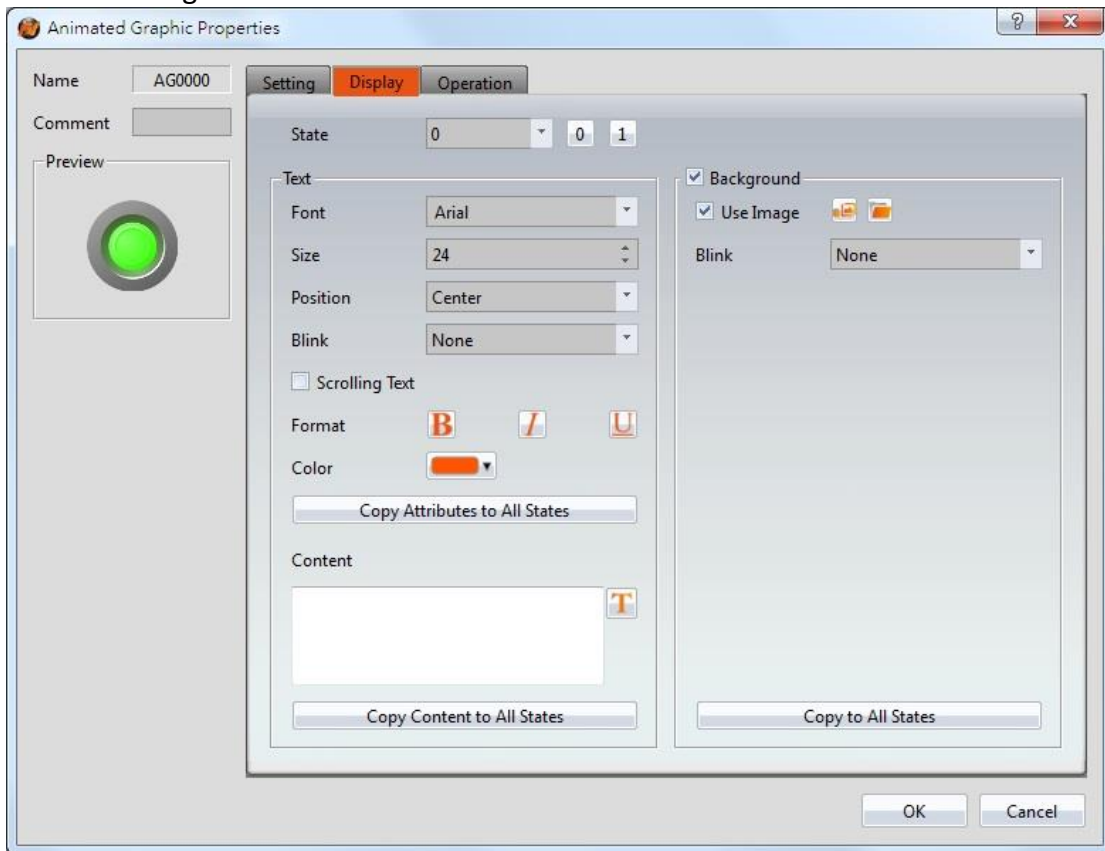 Animated Graphic Properties
Name AG0000
Comment
Preview
Setting Display Operation
State 0 0 1
Text
Font Arial
Size 24
Position Center
Blink None
Scrolling Text
Format B I U
Color
Copy Attributes to All States
Content
T
Copy Content to All States
Background
Use Image
Blink None
Copy to All States
OK Cancel